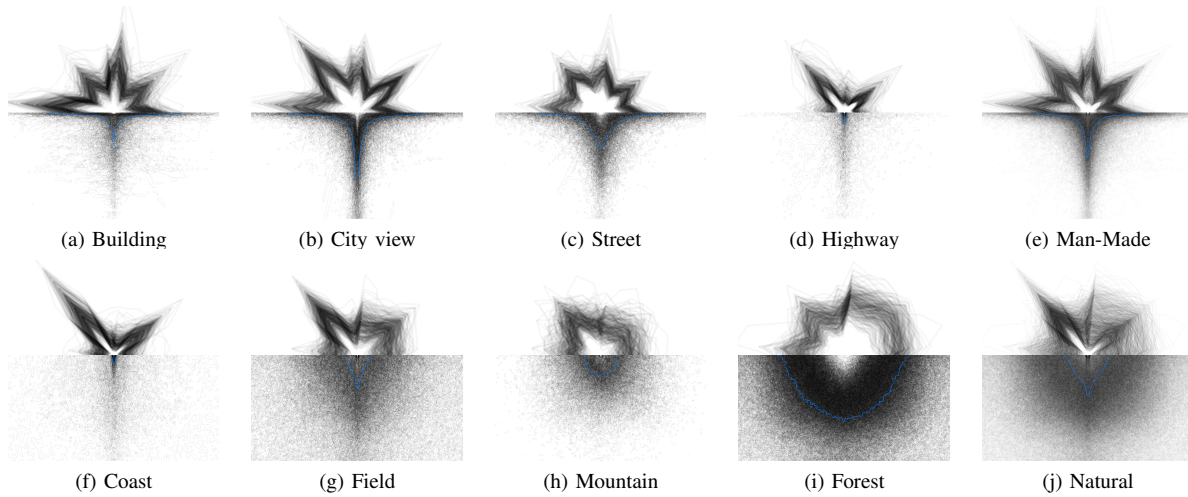 (a) Building
(b) City view
(c) Street
(d) Highway
(e) Man-Made
(f) Coast
(g) Field
(h) Mountain
(i) Forest
(j) Natural